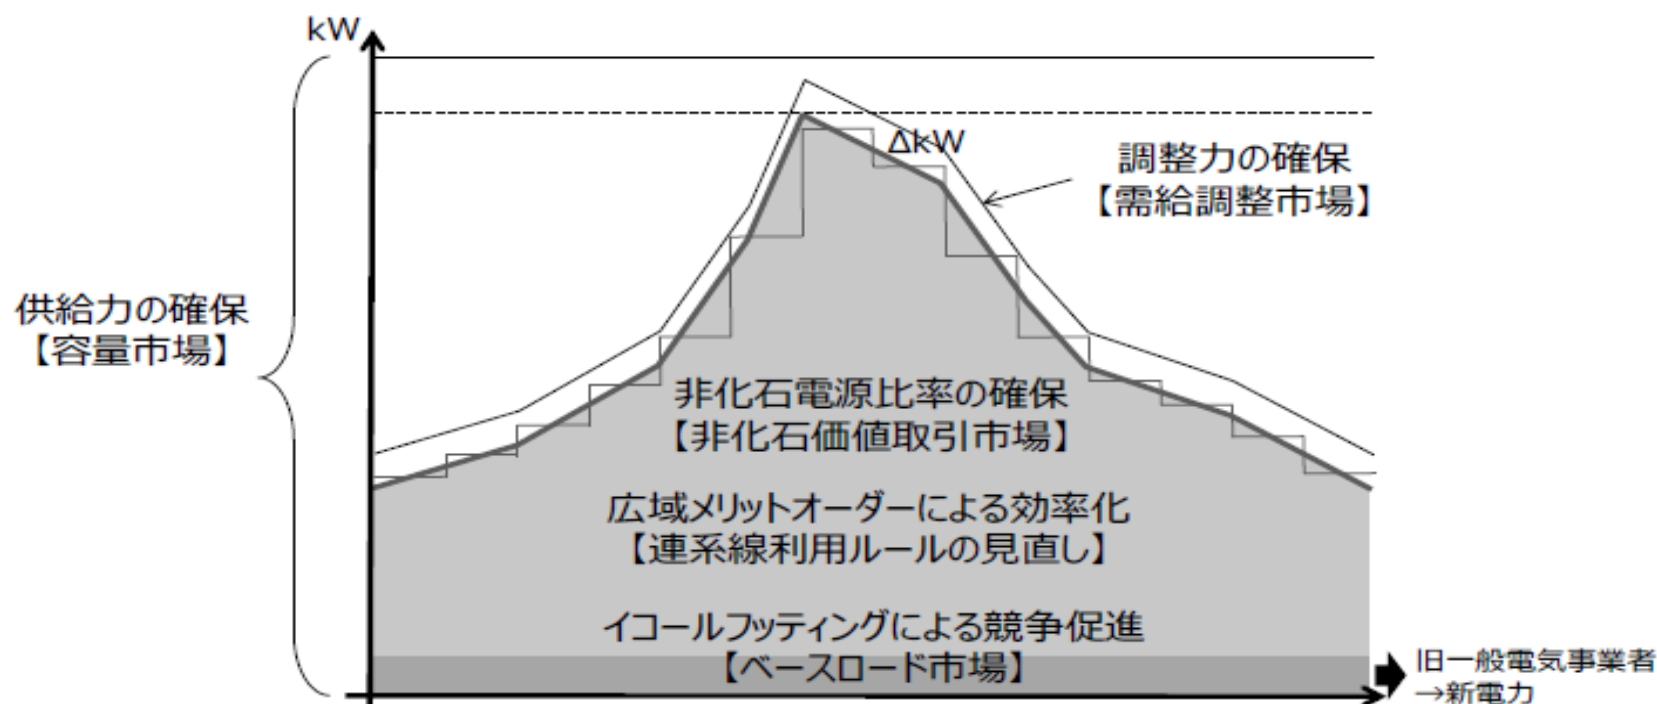 kW
ΔkW
調整力の確保
【需給調整市場】
供給力の確保
【容量市場】
非化石電源比率の確保
【非化石価値取引市場】
広域メリットオーダーによる効率化
【連系線利用ルールの見直し】
イコールフッティングによる競争促進
【ベースロード市場】
旧一般電気事業者
→新電力